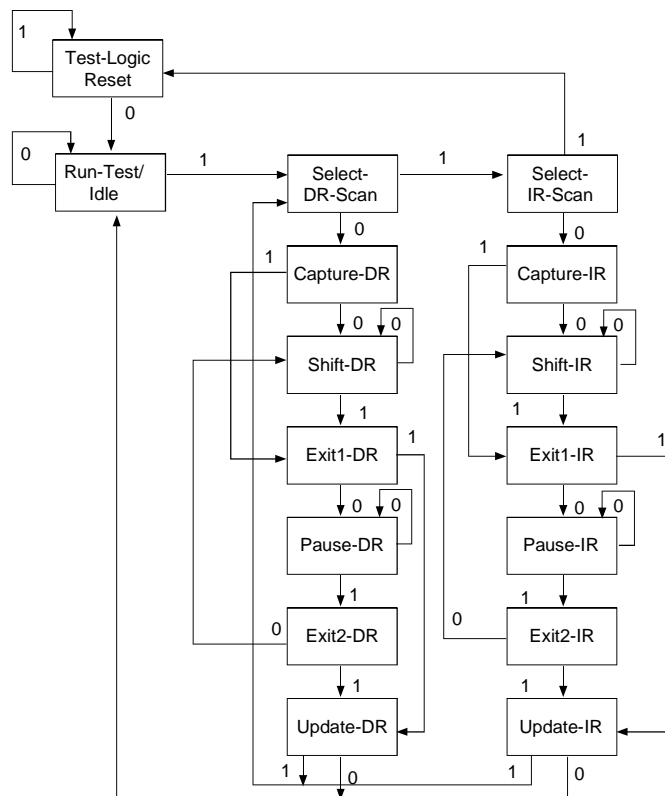 1
Test-Logic
Reset
0
1
0
Run-Test/
Idle
1
Select-
DR-Scan
1
Select-
IR-Scan
0
0
1
Capture-DR
1
Capture-IR
0
0
0
0
Shift-DR
Shift-IR
1
1
1
1
Exit1-DR
Exit1-IR
0
0
0
0
Pause-DR
Pause-IR
1
1
0
Exit2-DR
0
Exit2-IR
1
1
Update-DR
Update-IR
1
0
1
0